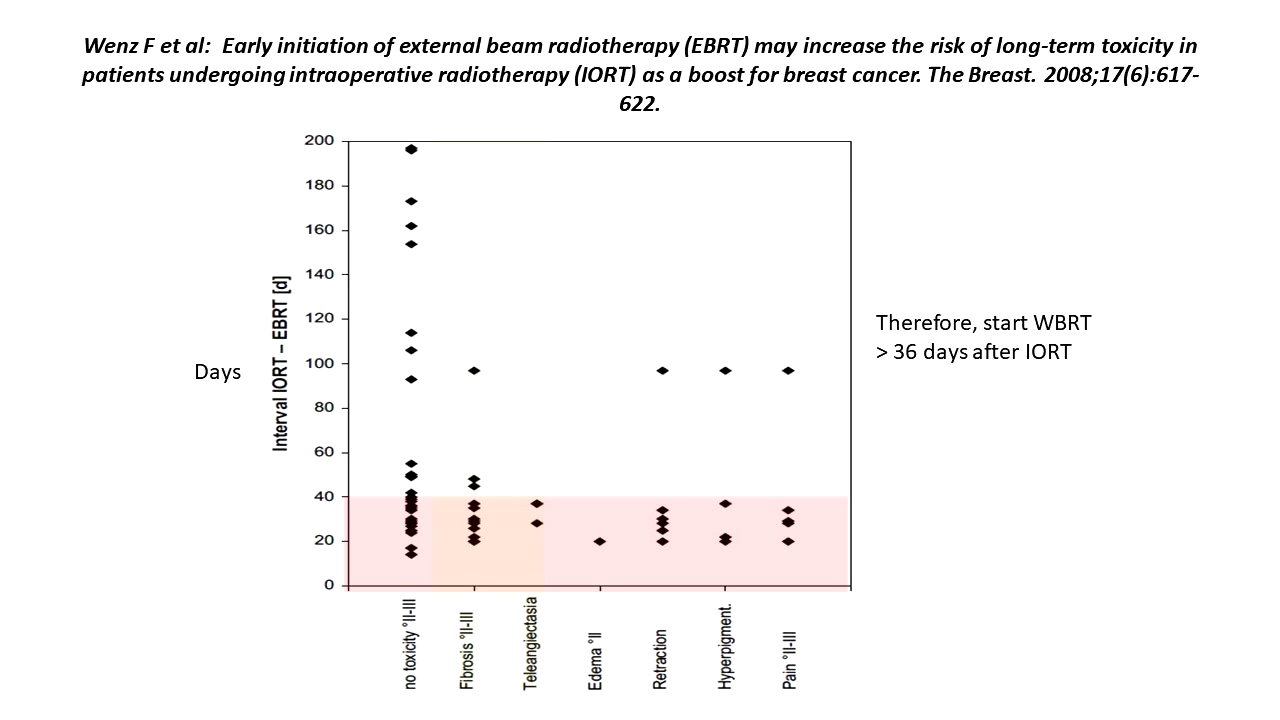 Wenz F et al:  Early initiation of external beam radiotherapy (EBRT) may increase the risk of long-term toxicity in
patients undergoing intraoperative radiotherapy (IORT) as a boost for breast cancer. The Breast. 2008;17(6):617-
622.
200
180
160
140
120
100
80
60
40
20
0
Interval IORT – EBRT [d]
Days
Therefore, start WBRT
> 36 days after IORT
no toxicity °II-III
Fibrosis °II-III
Teleangiectasia
Edema °II
Retraction
Hyperpigment.
Pain °II-III